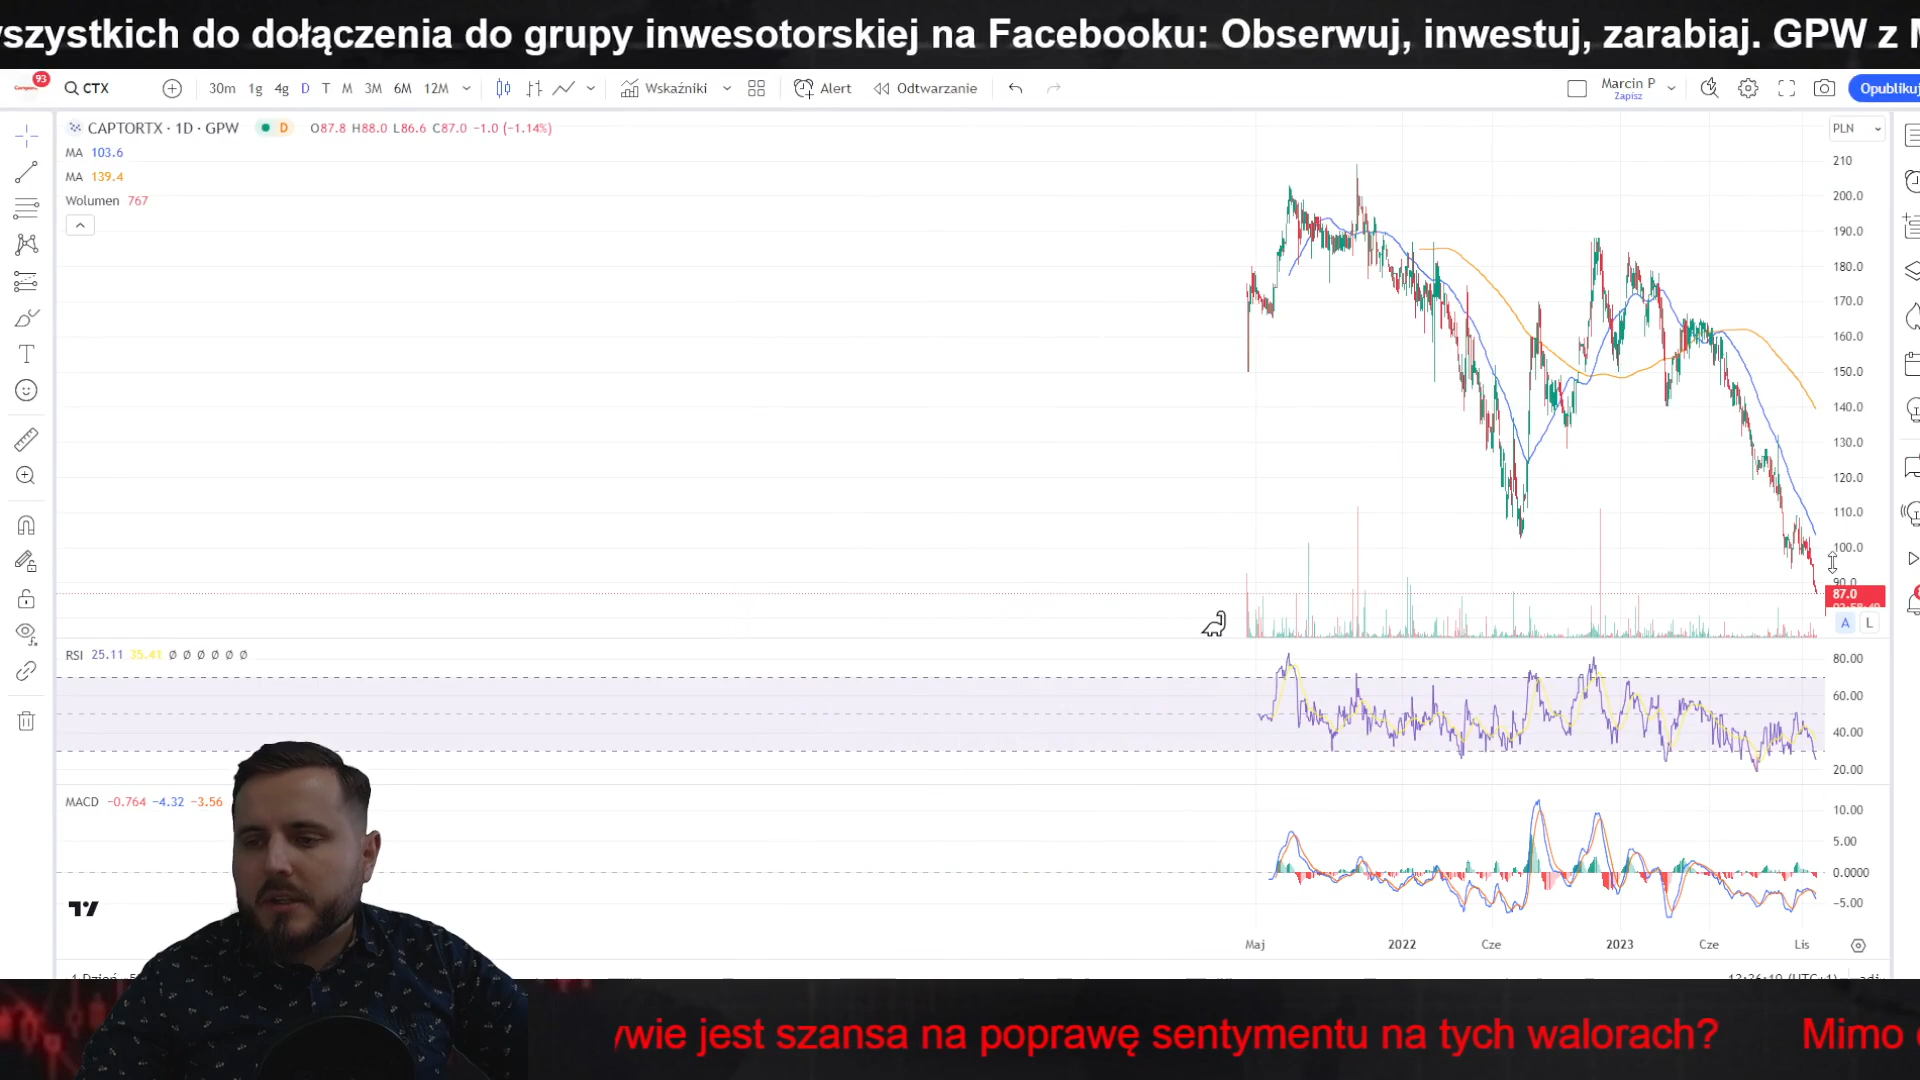 szystkich do dołączenia do grupy inwesotorskiej na Facebooku: Obserwuj, inwestuj, zarabiaj. GPW z
93
CTX
30m 1g 4g D T M 3M 6M 12M
Wskaźniki
Alert
Odtwarzanie
Marcin P
Zapisz
Opublikuj
CAPTORTX · 1D · GPW
D
O87.8 H88.0 L86.6 C87.0 −1.0 (−1.14%)
PLN
MA 103.6
MA 139.4
Wolumen 767
210
200.0
190.0
180.0
170.0
160.0
150.0
140.0
130.0
120.0
110.0
100.0
90.0
87.0
A L
RSI 25.11 35.41 ∅ ∅ ∅ ∅ ∅ ∅
80.00
60.00
40.00
20.00
MACD −0.764 −4.32 −3.56
10.00
5.00
0.0000
−5.00
Maj 2022 Cze 2023 Cze Lis
wie jest szansa na poprawę sentymentu na tych walorach? Mimo